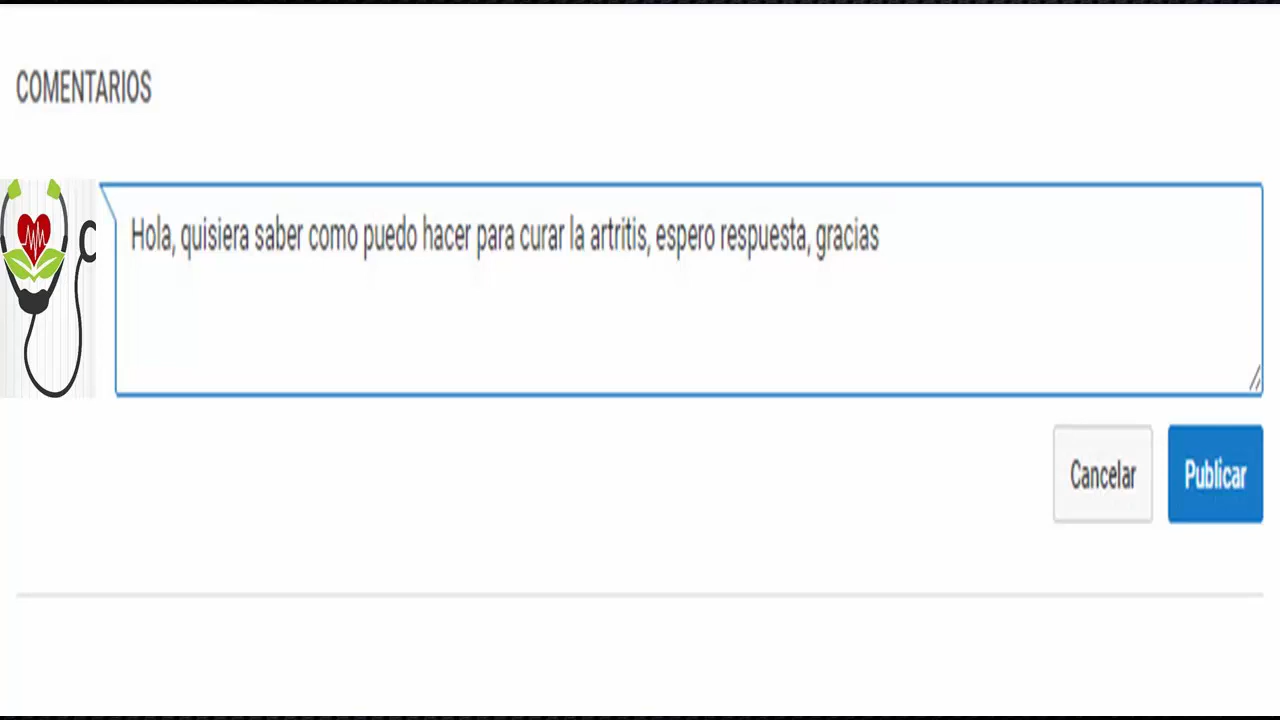 COMENTARIOS
Hola, quisiera saber como puedo hacer para curar la artritis, espero respuesta, gracias
Cancelar
Publicar